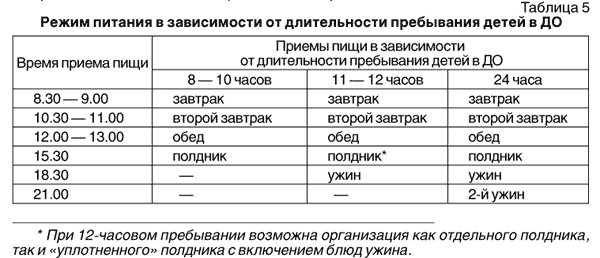 Таблица 5
Режим питания в зависимости от длительности пребывания детей в ДО
Время приема пищи
Приемы пищи в зависимости
от длительности пребывания детей в ДО
8 — 10 часов 11 — 12 часов 24 часа
8.30 — 9.00 завтрак завтрак завтрак
10.30 — 11.00 второй завтрак второй завтрак второй завтрак
12.00 — 13.00 обед обед обед
15.30 полдник полдник* полдник
18.30 — ужин ужин
21.00 — — 2-й ужин
* При 12-часовом пребывании возможна организация как отдельного полдника,
так и «уплотненного» полдника с включением блюд ужина.